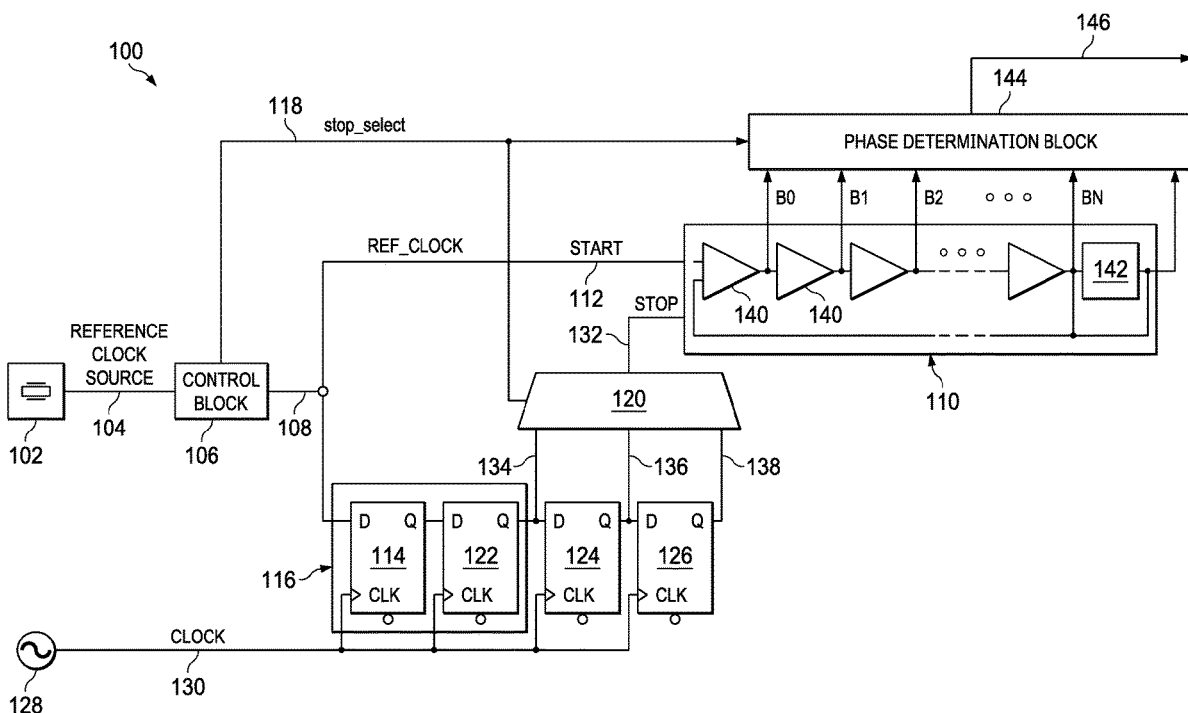 100
146
118
stop_select
144
PHASE DETERMINATION BLOCK
B0
B1
B2
BN
REF_CLOCK
START
112
STOP
140
140
142
132
110
REFERENCE
CLOCK
SOURCE
CONTROL
BLOCK
102
104
106
108
120
134
136
138
D Q
D Q
D Q
D Q
114
122
124
126
116
CLK
CLK
CLK
CLK
CLOCK
128
130